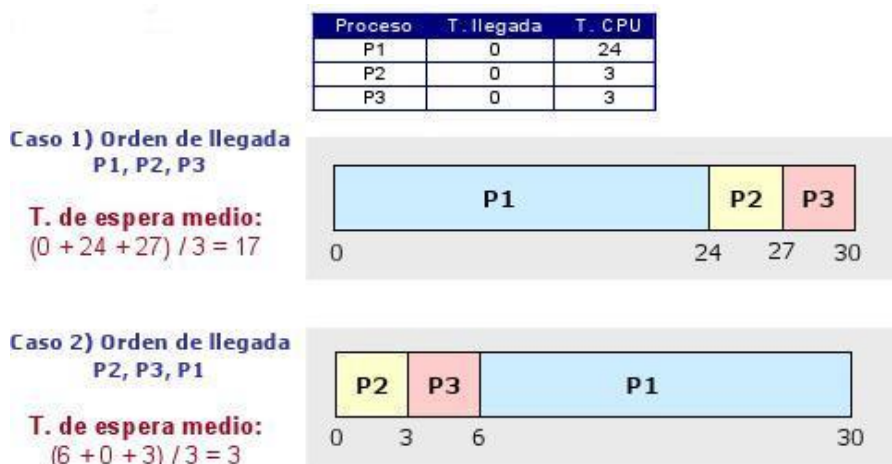 Proceso T. llegada T. CPU
P1 0 24
P2 0 3
P3 0 3
Caso 1) Orden de llegada
P1, P2, P3
T. de espera medio:
(0 + 24 + 27) / 3 = 17
P1 P2 P3
0 24 27 30
Caso 2) Orden de llegada
P2, P3, P1
T. de espera medio:
(6 + 0 + 3) / 3 = 3
P2 P3 P1
0 3 6 30